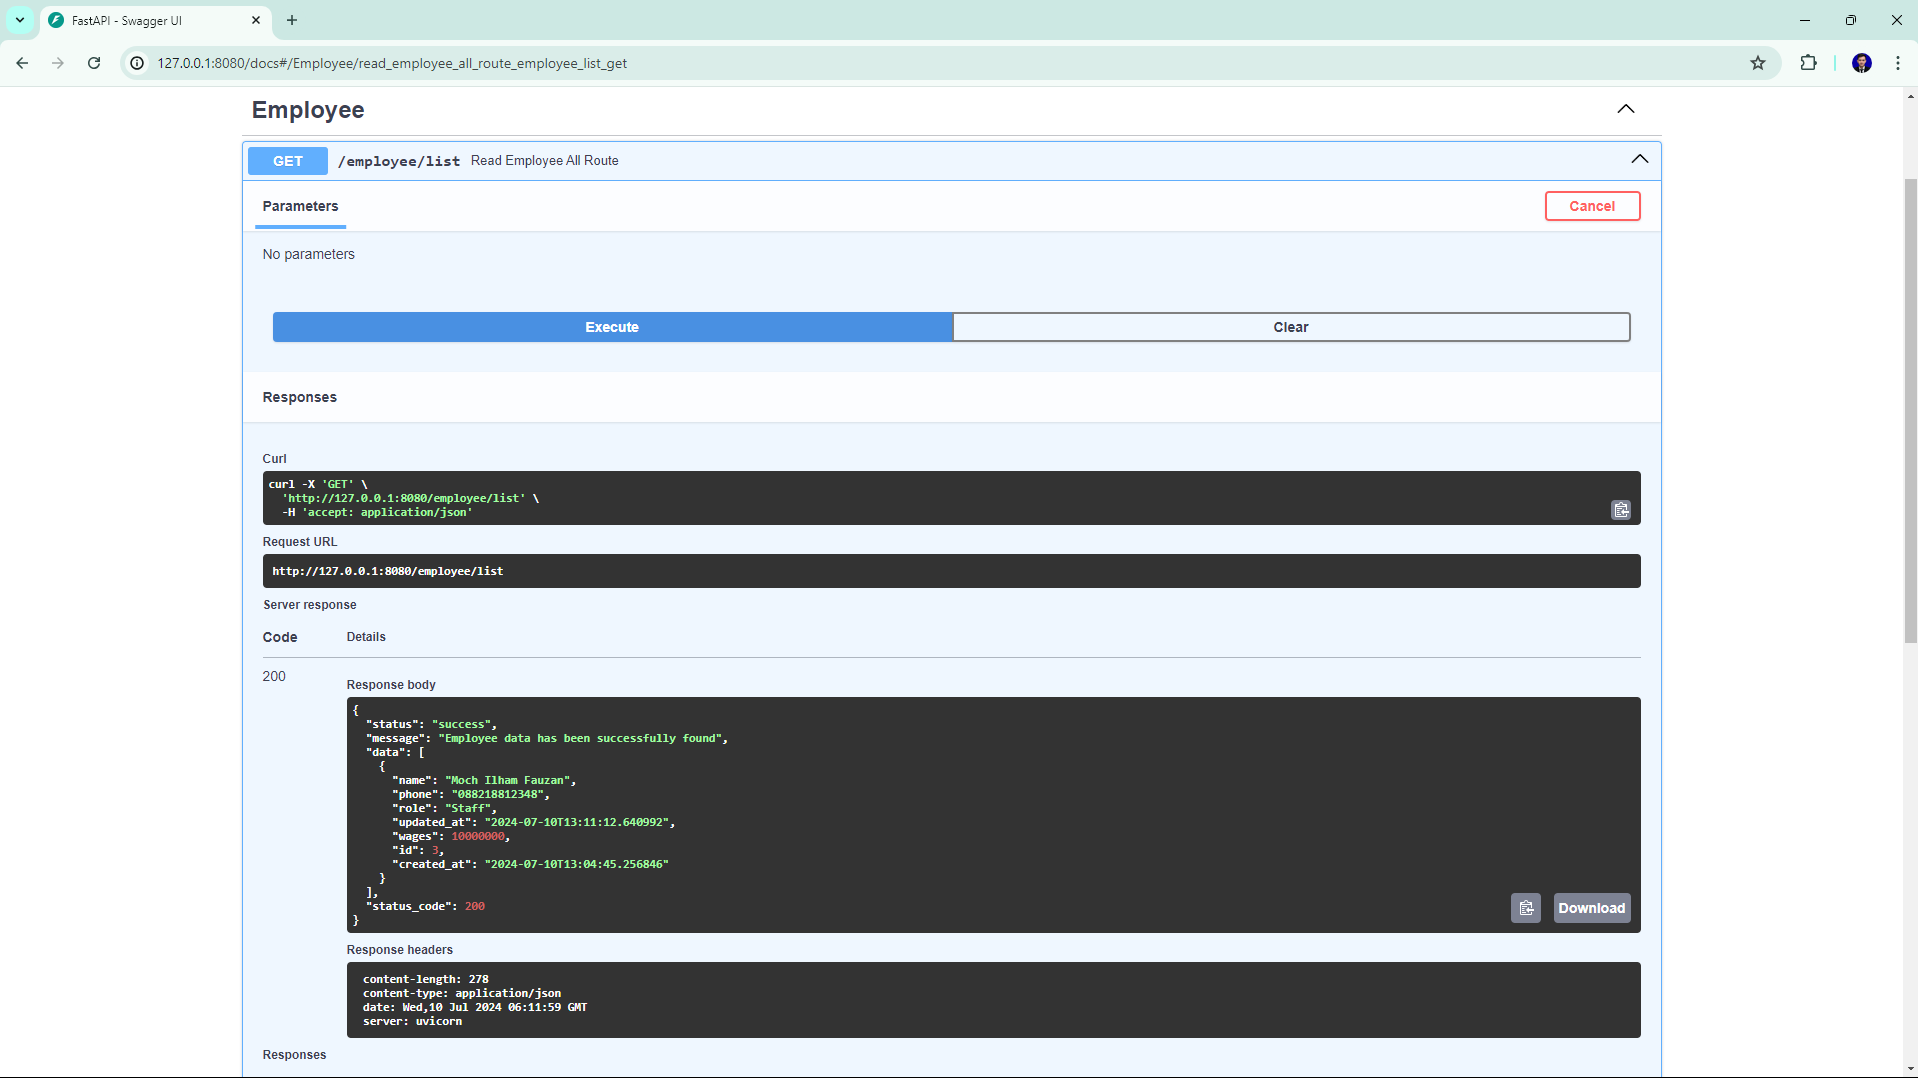 FastAPI - Swagger UI
127.0.0.1:8080/docs#/Employee/read_employee_all_route_employee_list_get
Employee
GET /employee/list Read Employee All Route
Parameters Cancel
No parameters
Execute Clear
Responses
Curl
curl -X 'GET' \
  'http://127.0.0.1:8080/employee/list' \
  -H 'accept: application/json'
Request URL
http://127.0.0.1:8080/employee/list
Server response
Code Details
200
Response body
{
  "status": "success",
  "message": "Employee data has been successfully found",
  "data": [
    {
      "name": "Moch Ilham Fauzan",
      "phone": "088218812348",
      "role": "Staff",
      "updated_at": "2024-07-10T13:11:12.640992",
      "wages": 10000000,
      "id": 3,
      "created_at": "2024-07-10T13:04:45.256846"
    }
  ],
  "status_code": 200
}
Download
Response headers
content-length: 278
content-type: application/json
date: Wed,10 Jul 2024 06:11:59 GMT
server: uvicorn
Responses